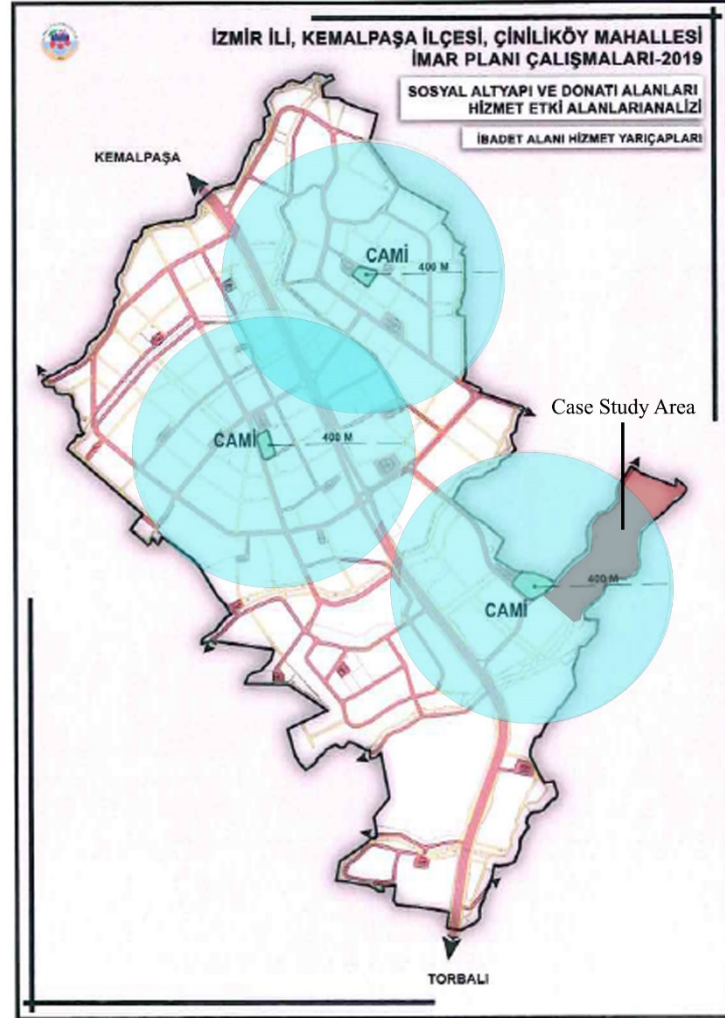 İZMİR İLİ, KEMALPAŞA İLÇESİ, ÇİNİLİKÖY MAHALLESİ
İMAR PLANI ÇALIŞMALARI-2019
SOSYAL ALTYAPI VE DONATI ALANLARI
HİZMET ETKİ ALANLARIANALİZİ
İBADET ALANI HİZMET YARIÇAPLARI
KEMALPAŞA
CAMİ
400 M
Case Study Area
CAMİ
400 M
400 M
CAMİ
TORBALI